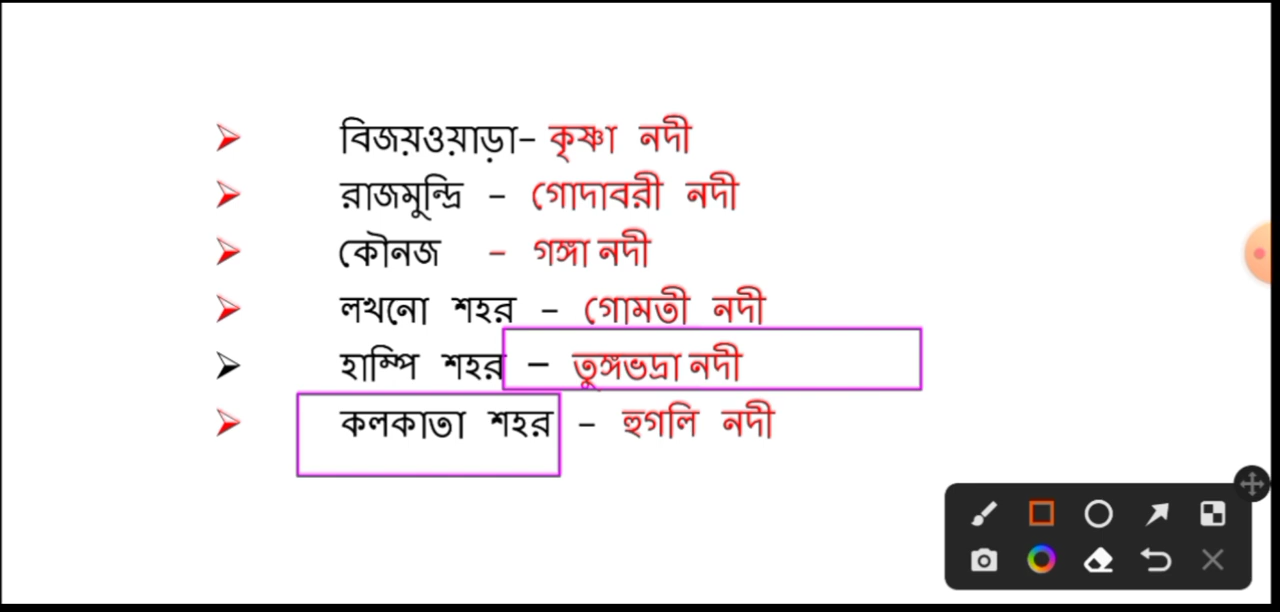 বিজয়ওয়াড়া– কৃষ্ণা নদী
রাজমুন্দ্রি – গোদাবরী নদী
কৌনজ – গঙ্গা নদী
লখনো শহর – গোমতী নদী
হাম্পি শহর – তুঙ্গভদ্রা নদী
কলকাতা শহর – হুগলি নদী